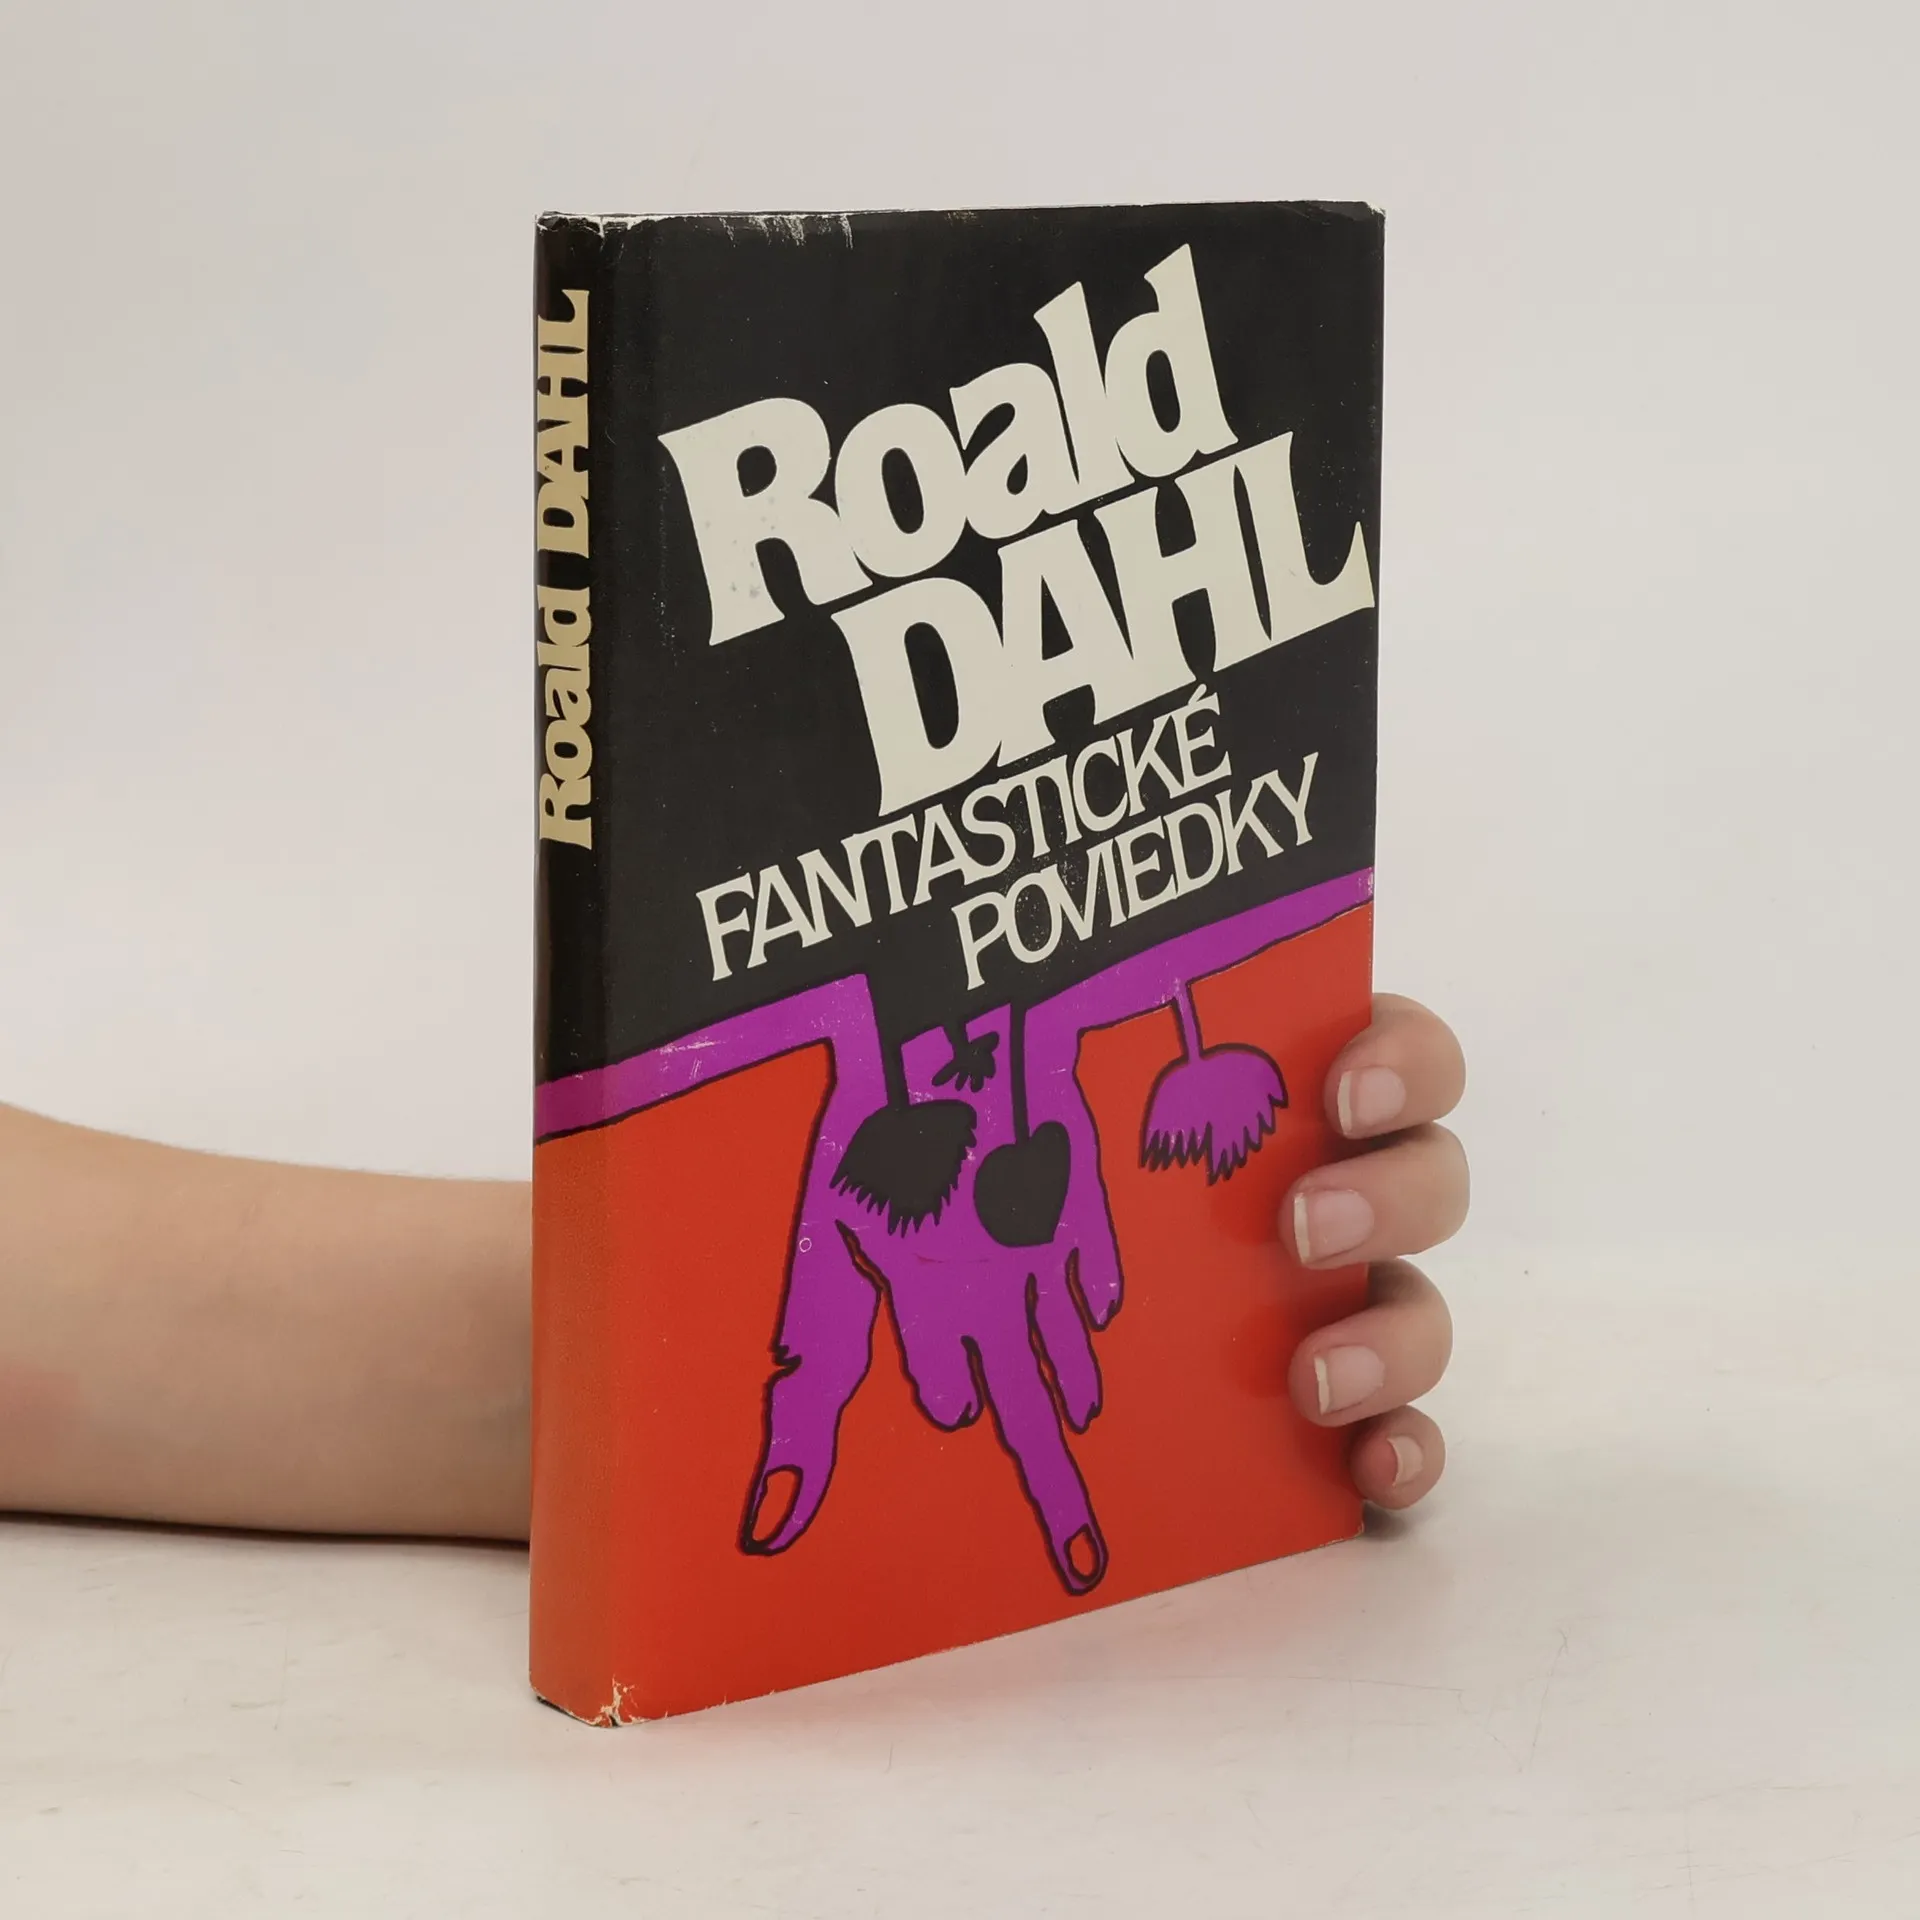 Roald DAHL
Roald
DAHL
FANTASTICKÉ
POVIEDKY